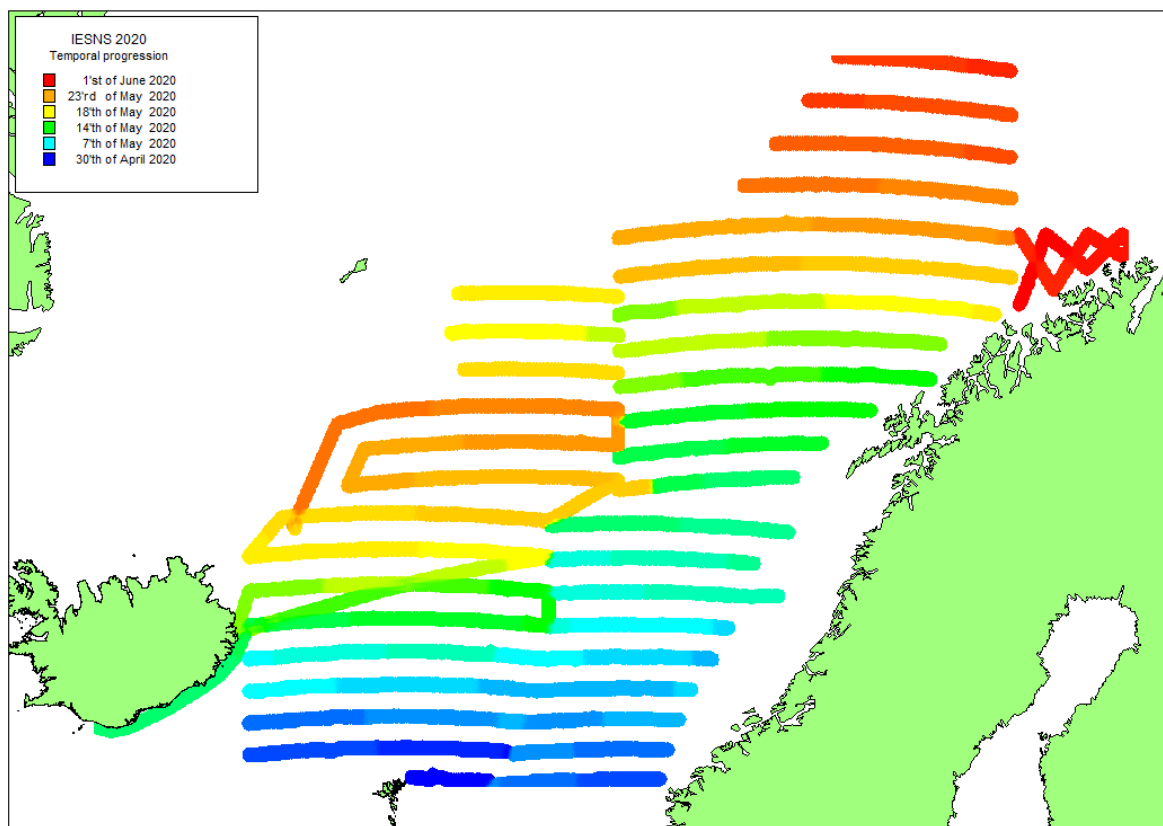 IESNS 2020
Temporal progression
1'st of June 2020
23'rd of May 2020
18'th of May 2020
14'th of May 2020
7'th of May 2020
30'th of April 2020